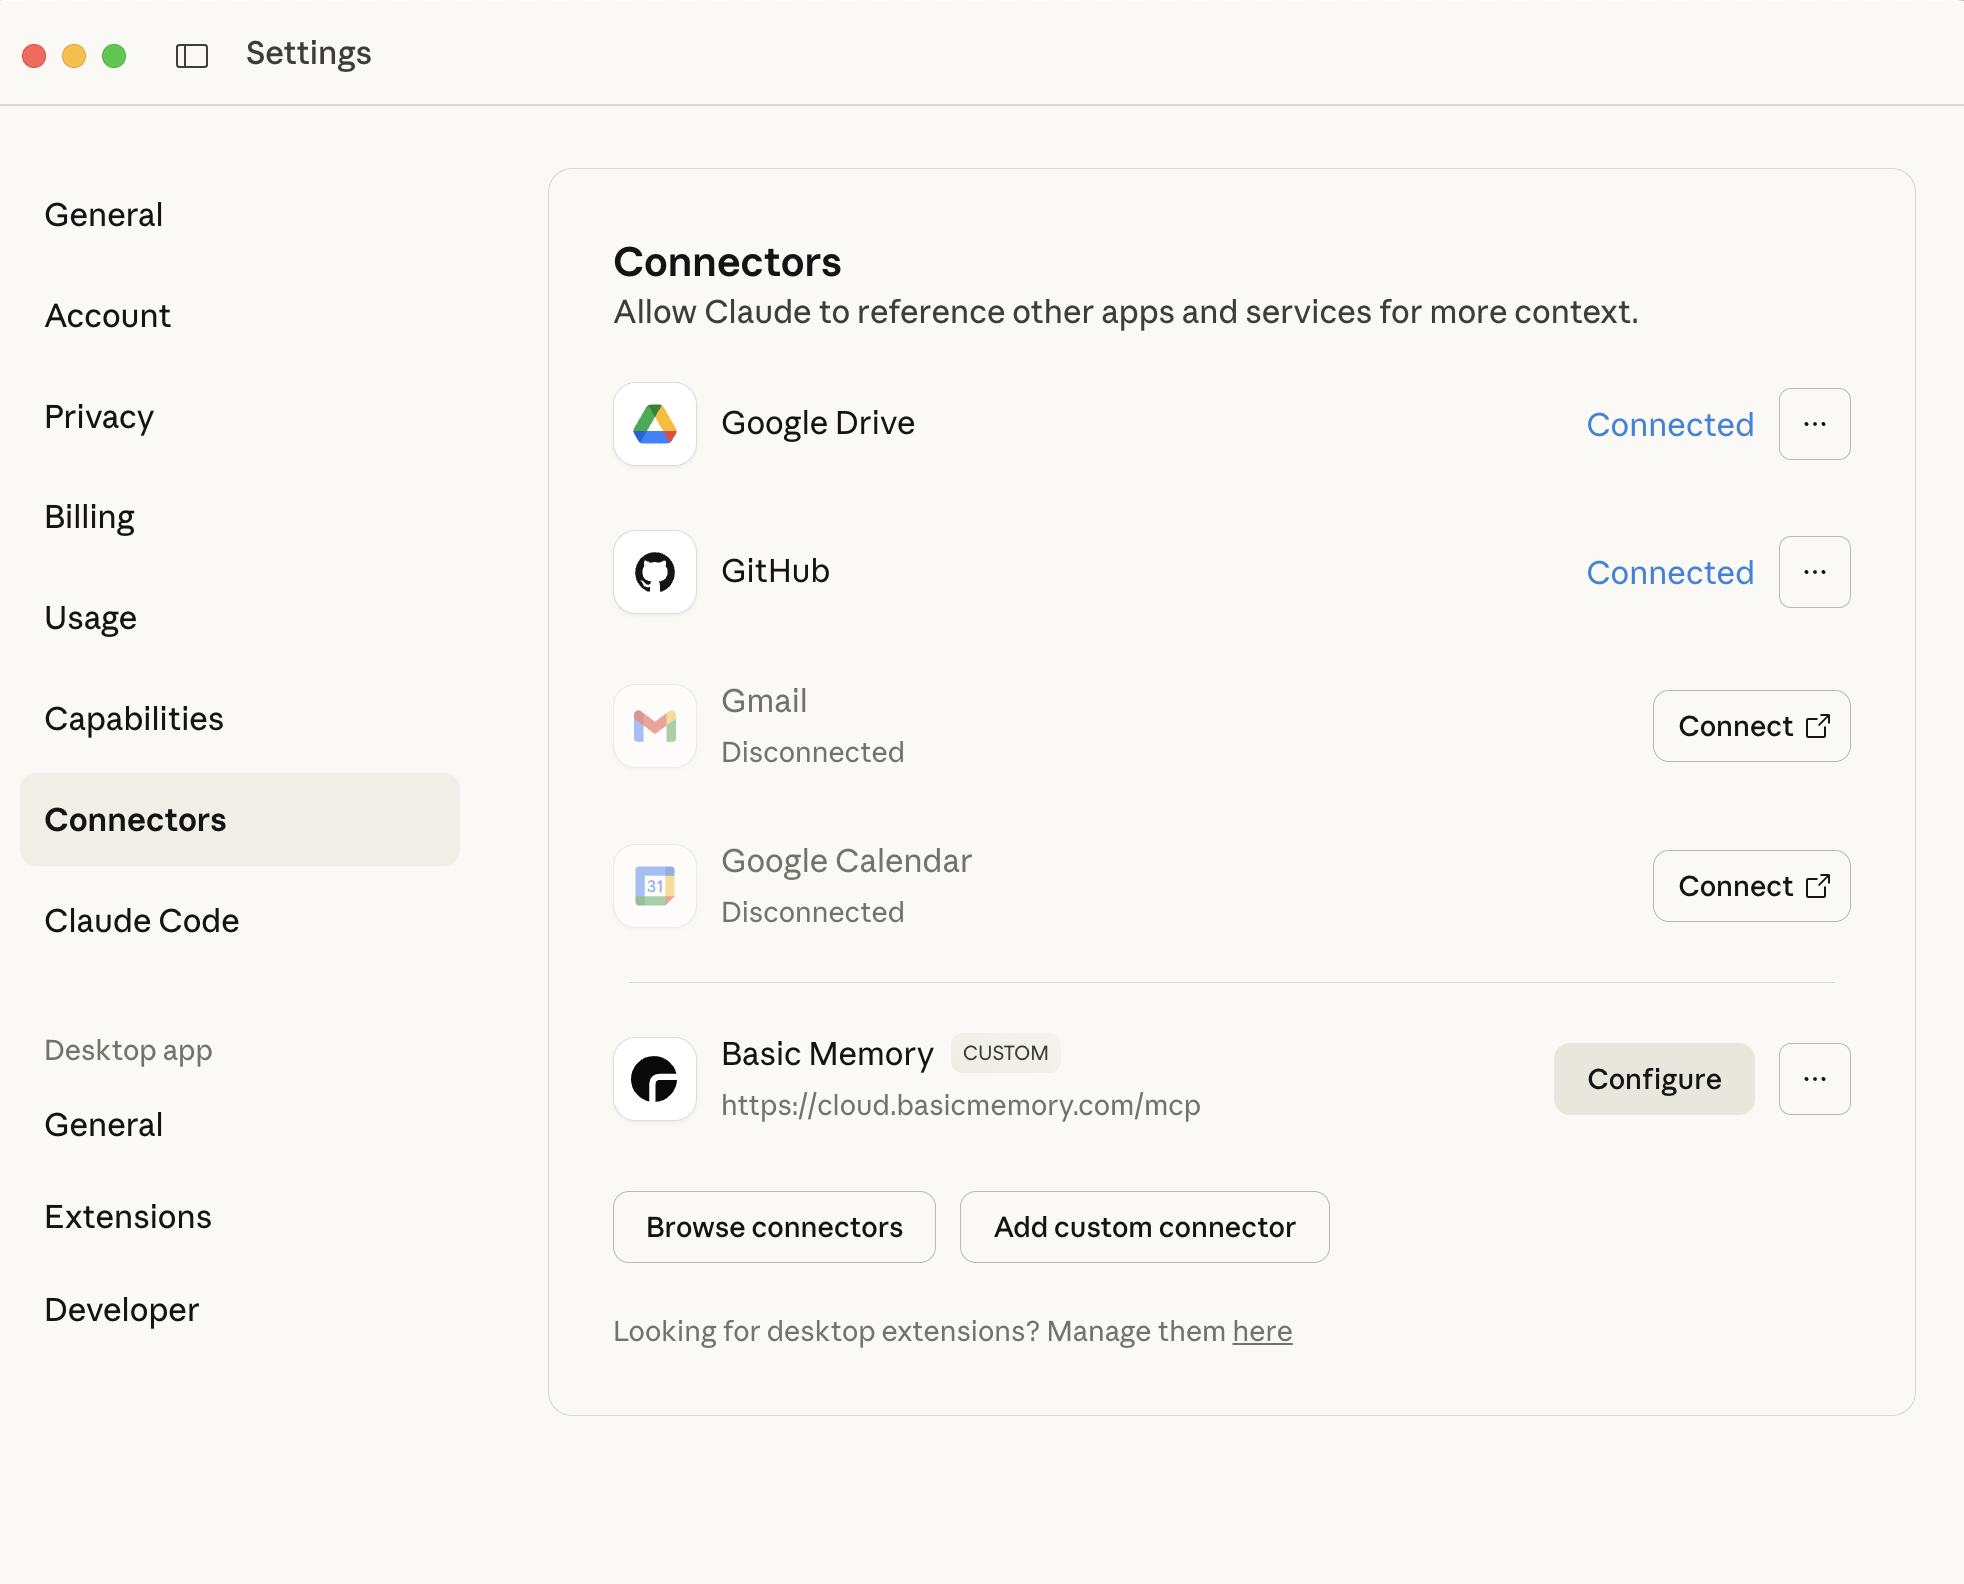 Settings
General
Account
Privacy
Billing
Usage
Capabilities
Connectors
Claude Code
Desktop app
General
Extensions
Developer
Connectors
Allow Claude to reference other apps and services for more context.
Google Drive
Connected
...
GitHub
Connected
...
Gmail
Disconnected
Connect
31
Google Calendar
Disconnected
Connect
Basic Memory CUSTOM
https://cloud.basicmemory.com/mcp
Configure
...
Browse connectors
Add custom connector
Looking for desktop extensions? Manage them here